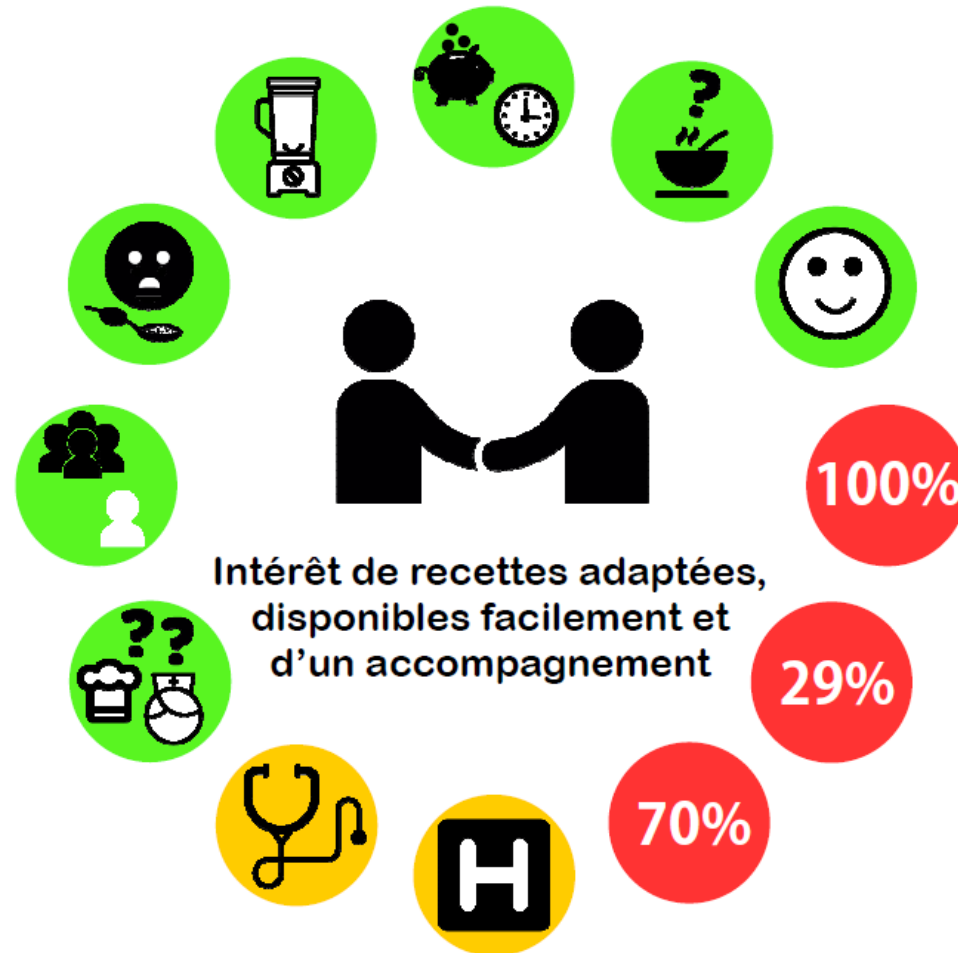 ?
100%
Intérêt de recettes adaptées,
disponibles facilement et
d'un accompagnement
??
29%
70%
H